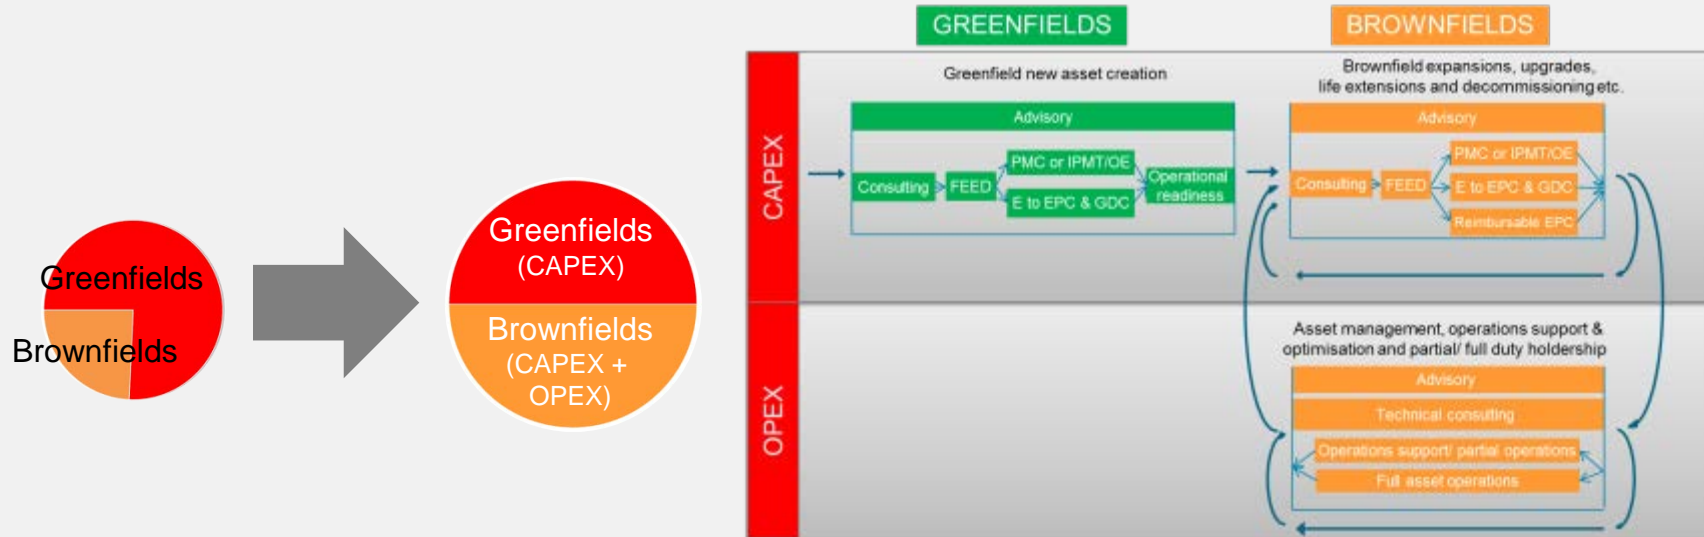 Greenfields
Brownfields
Greenfields
(CAPEX)
Brownfields
(CAPEX +
OPEX)
GREENFIELDS
BROWNFIELDS
CAPEX
Greenfield new asset creation
Advisory
Consulting
FEED
PMC or IPMT/OE
E to EPC & GDC
Operational
readiness
Brownfield expansions, upgrades,
life extensions and decommissioning etc.
Advisory
Consulting
FEED
PMC or IPMT/OE
E to EPC & GDC
Reimbursable EPC
OPEX
Asset management, operations support &
optimisation and partial/ full duty holdership
Advisory
Technical consulting
Operations support/ partial operations
Full asset operations